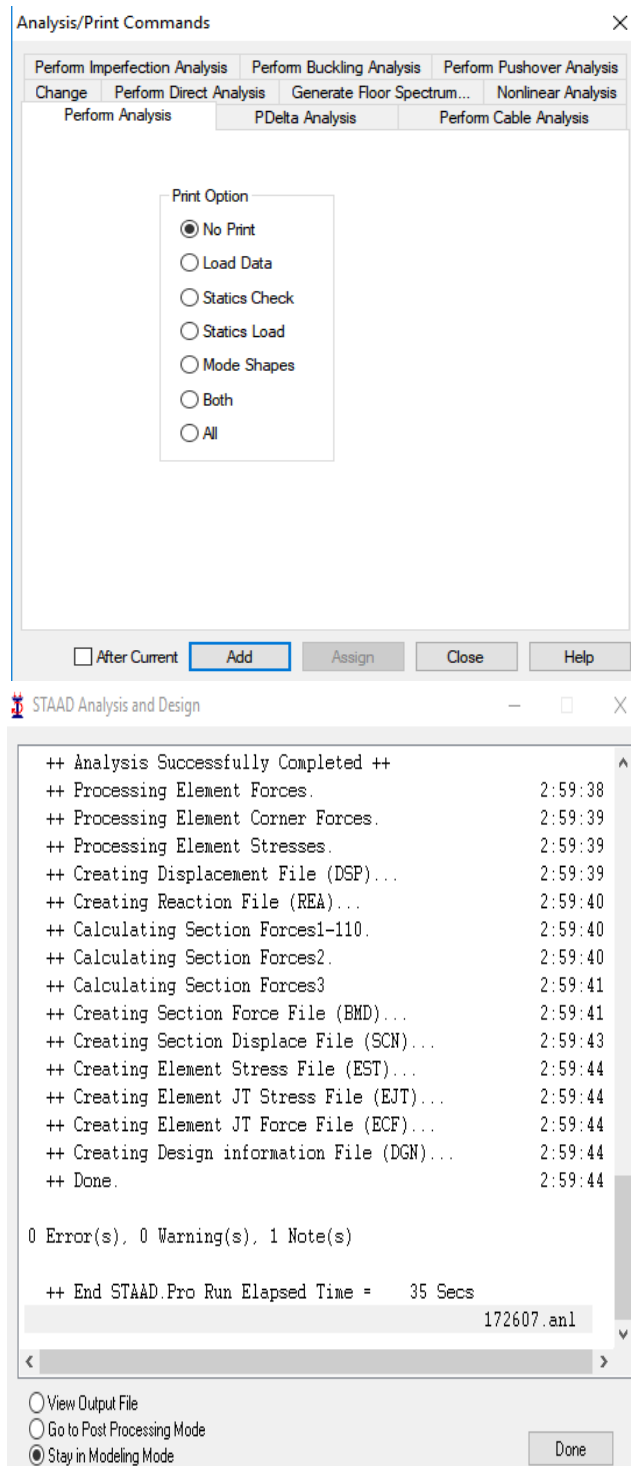 Analysis/Print Commands
Perform Imperfection Analysis Perform Buckling Analysis Perform Pushover Analysis
Change Perform Direct Analysis Generate Floor Spectrum... Nonlinear Analysis
Perform Analysis PDelta Analysis Perform Cable Analysis
Print Option
No Print
Load Data
Statics Check
Statics Load
Mode Shapes
Both
All
After Current Add Assign Close Help
STAAD Analysis and Design
++ Analysis Successfully Completed ++
++ Processing Element Forces. 2:59:38
++ Processing Element Corner Forces. 2:59:39
++ Processing Element Stresses. 2:59:39
++ Creating Displacement File (DSP)... 2:59:39
++ Creating Reaction File (REA)... 2:59:40
++ Calculating Section Forces1-110. 2:59:40
++ Calculating Section Forces2. 2:59:40
++ Calculating Section Forces3 2:59:41
++ Creating Section Force File (BMD)... 2:59:41
++ Creating Section Displace File (SCN)... 2:59:43
++ Creating Element Stress File (EST)... 2:59:44
++ Creating Element JT Stress File (EJT)... 2:59:44
++ Creating Element JT Force File (ECF)... 2:59:44
++ Creating Design information File (DGN)... 2:59:44
++ Done. 2:59:44
0 Error(s), 0 Warning(s), 1 Note(s)
++ End STAAD.Pro Run Elapsed Time = 35 Secs
172607.anl
View Output File
Go to Post Processing Mode
Stay in Modeling Mode
Done